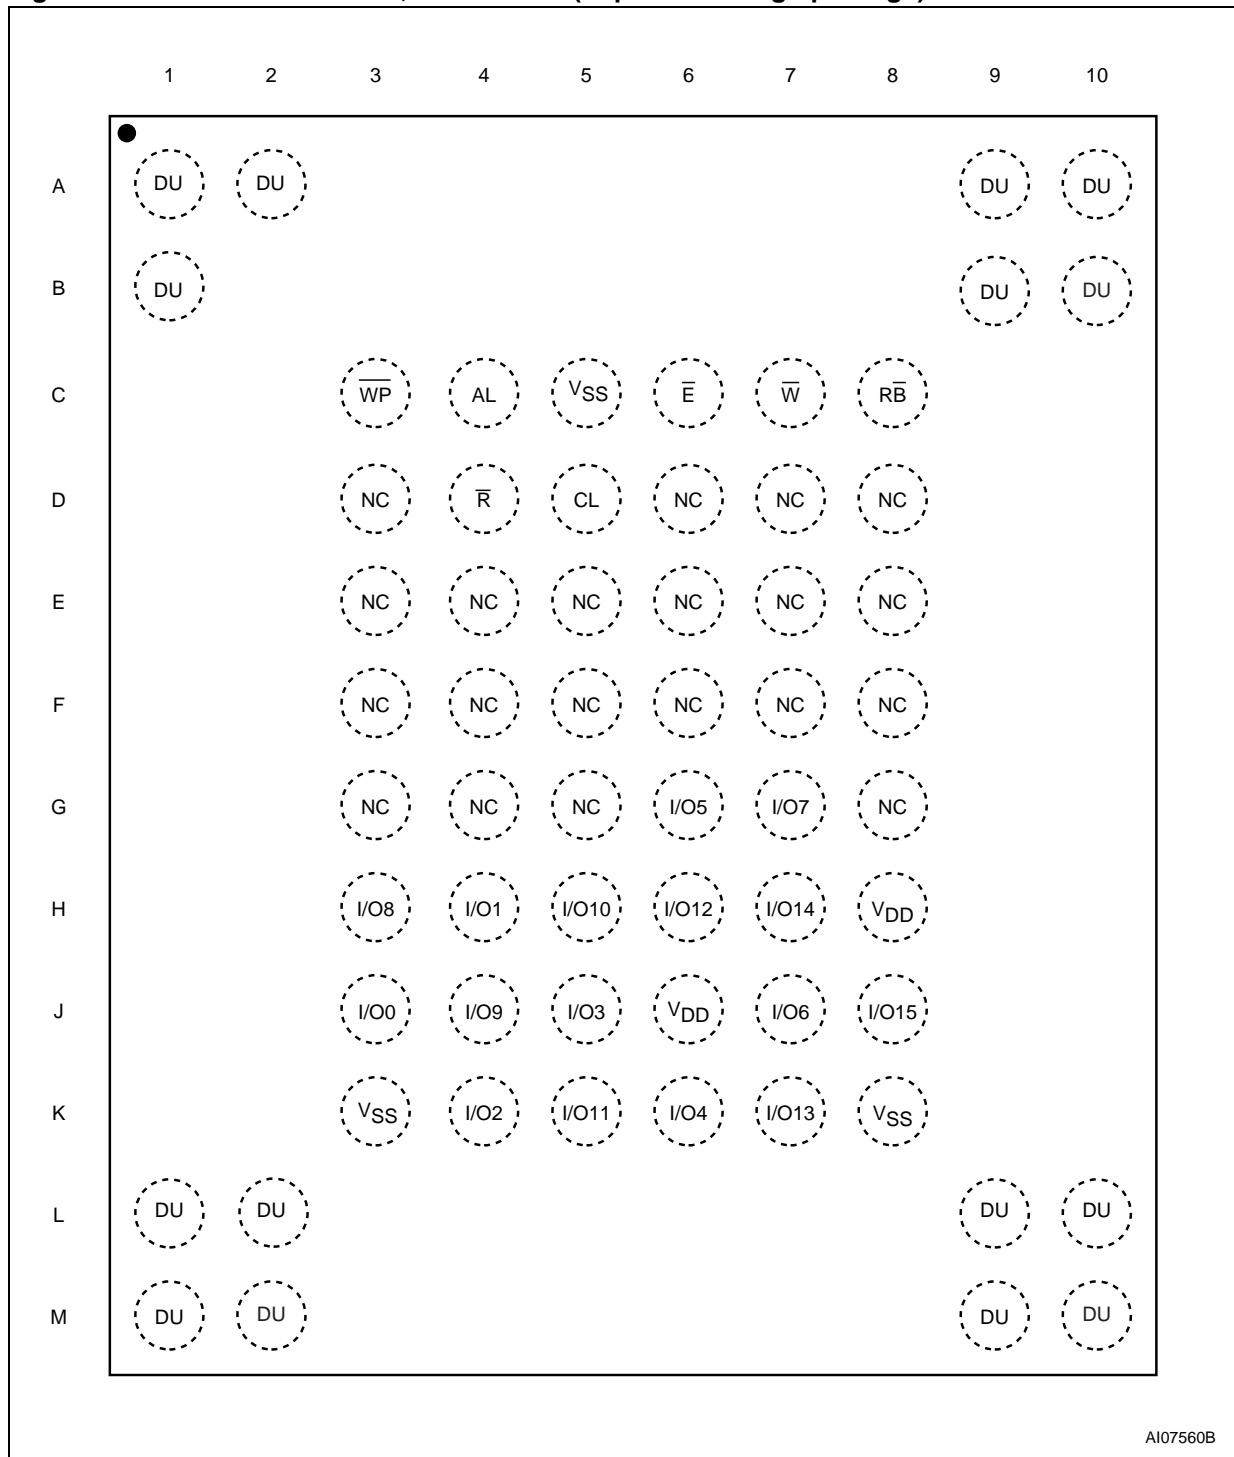 1 2 3 4 5 6 7 8 9 10
A DU DU DU DU
B DU DU DU
C W̅P̅ AL VSS E̅ W̅ RB̅
D NC R̅ CL NC NC NC
E NC NC NC NC NC NC
F NC NC NC NC NC NC
G NC NC NC I/O5 I/O7 NC
H I/O8 I/O1 I/O10 I/O12 I/O14 VDD
J I/O0 I/O9 I/O3 VDD I/O6 I/O15
K VSS I/O2 I/O11 I/O4 I/O13 VSS
L DU DU DU DU
M DU DU DU DU
AI07560B